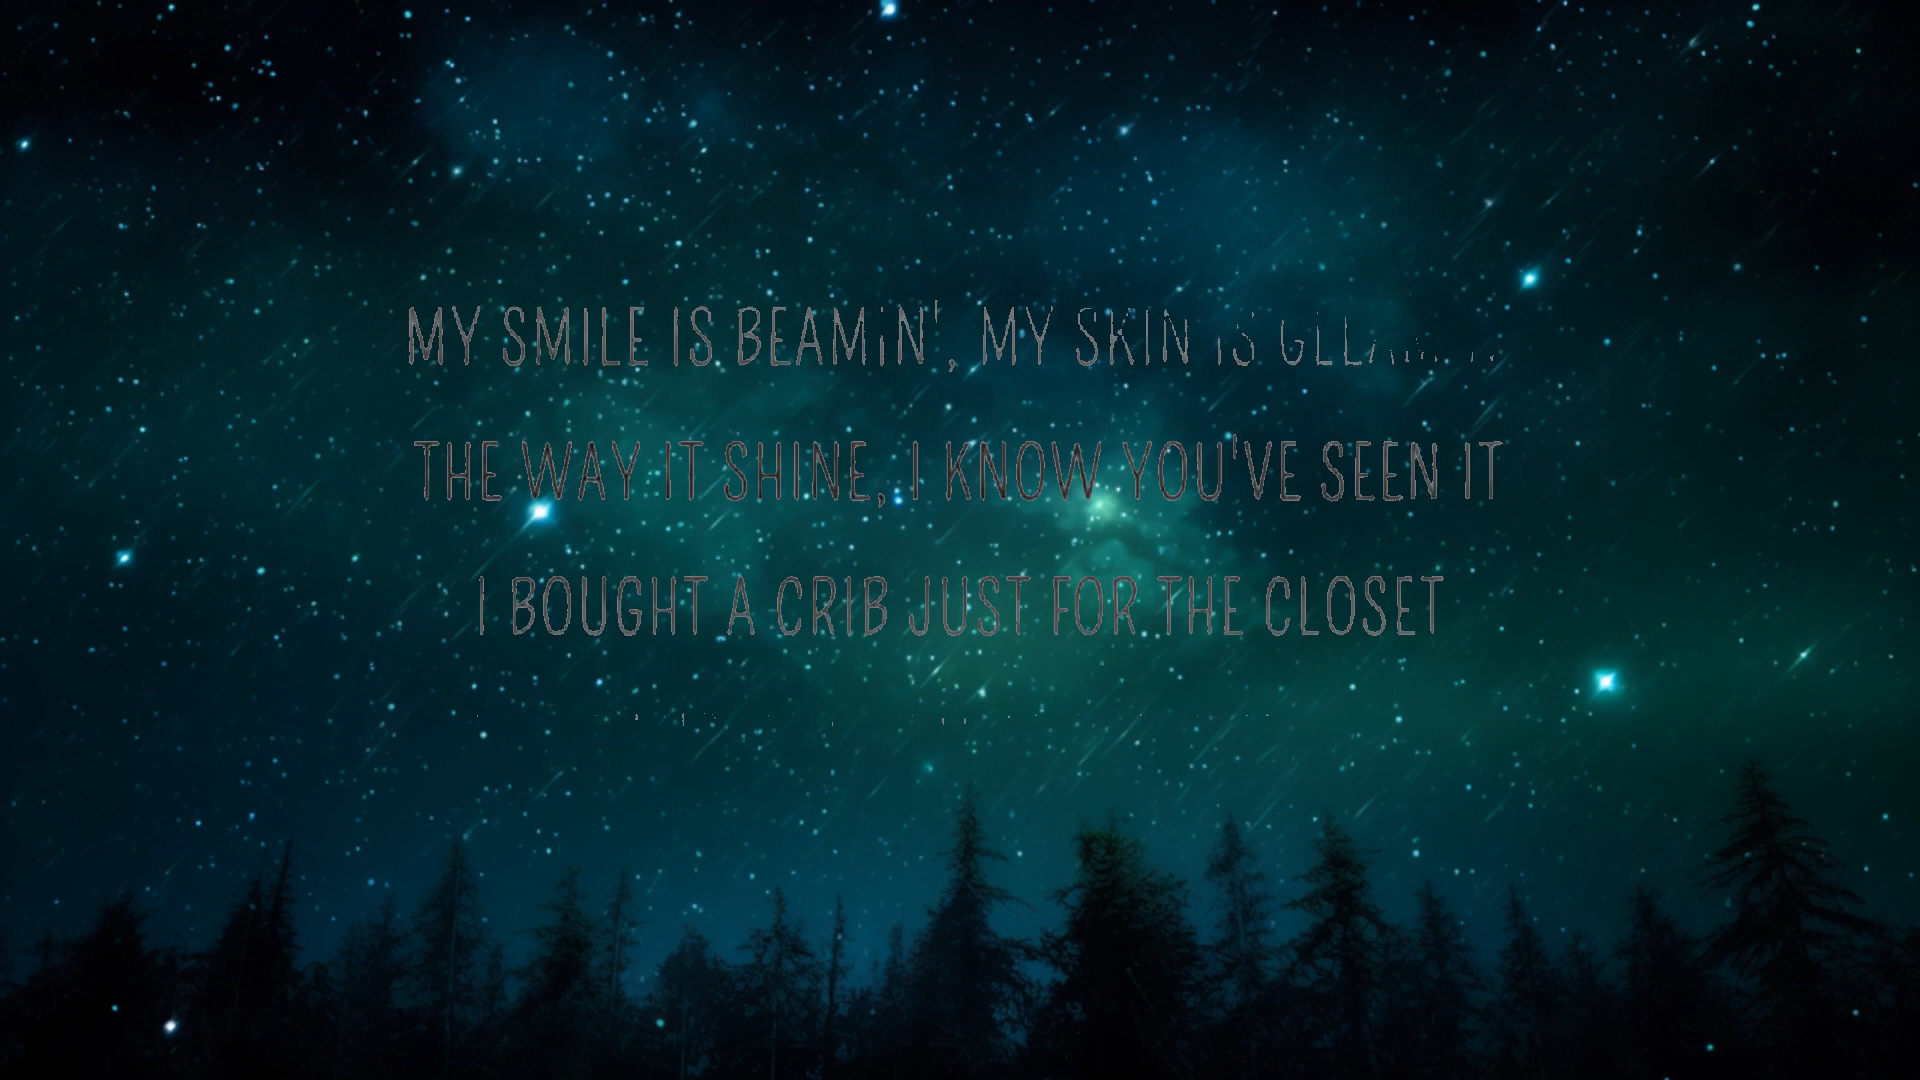 MY SMILE IS BEAMIN', MY SKIN IS
THE WAY IT SHINE, I KNOW YOU'VE SEEN IT
I BOUGHT A CRIB JUST FOR THE CLOSET